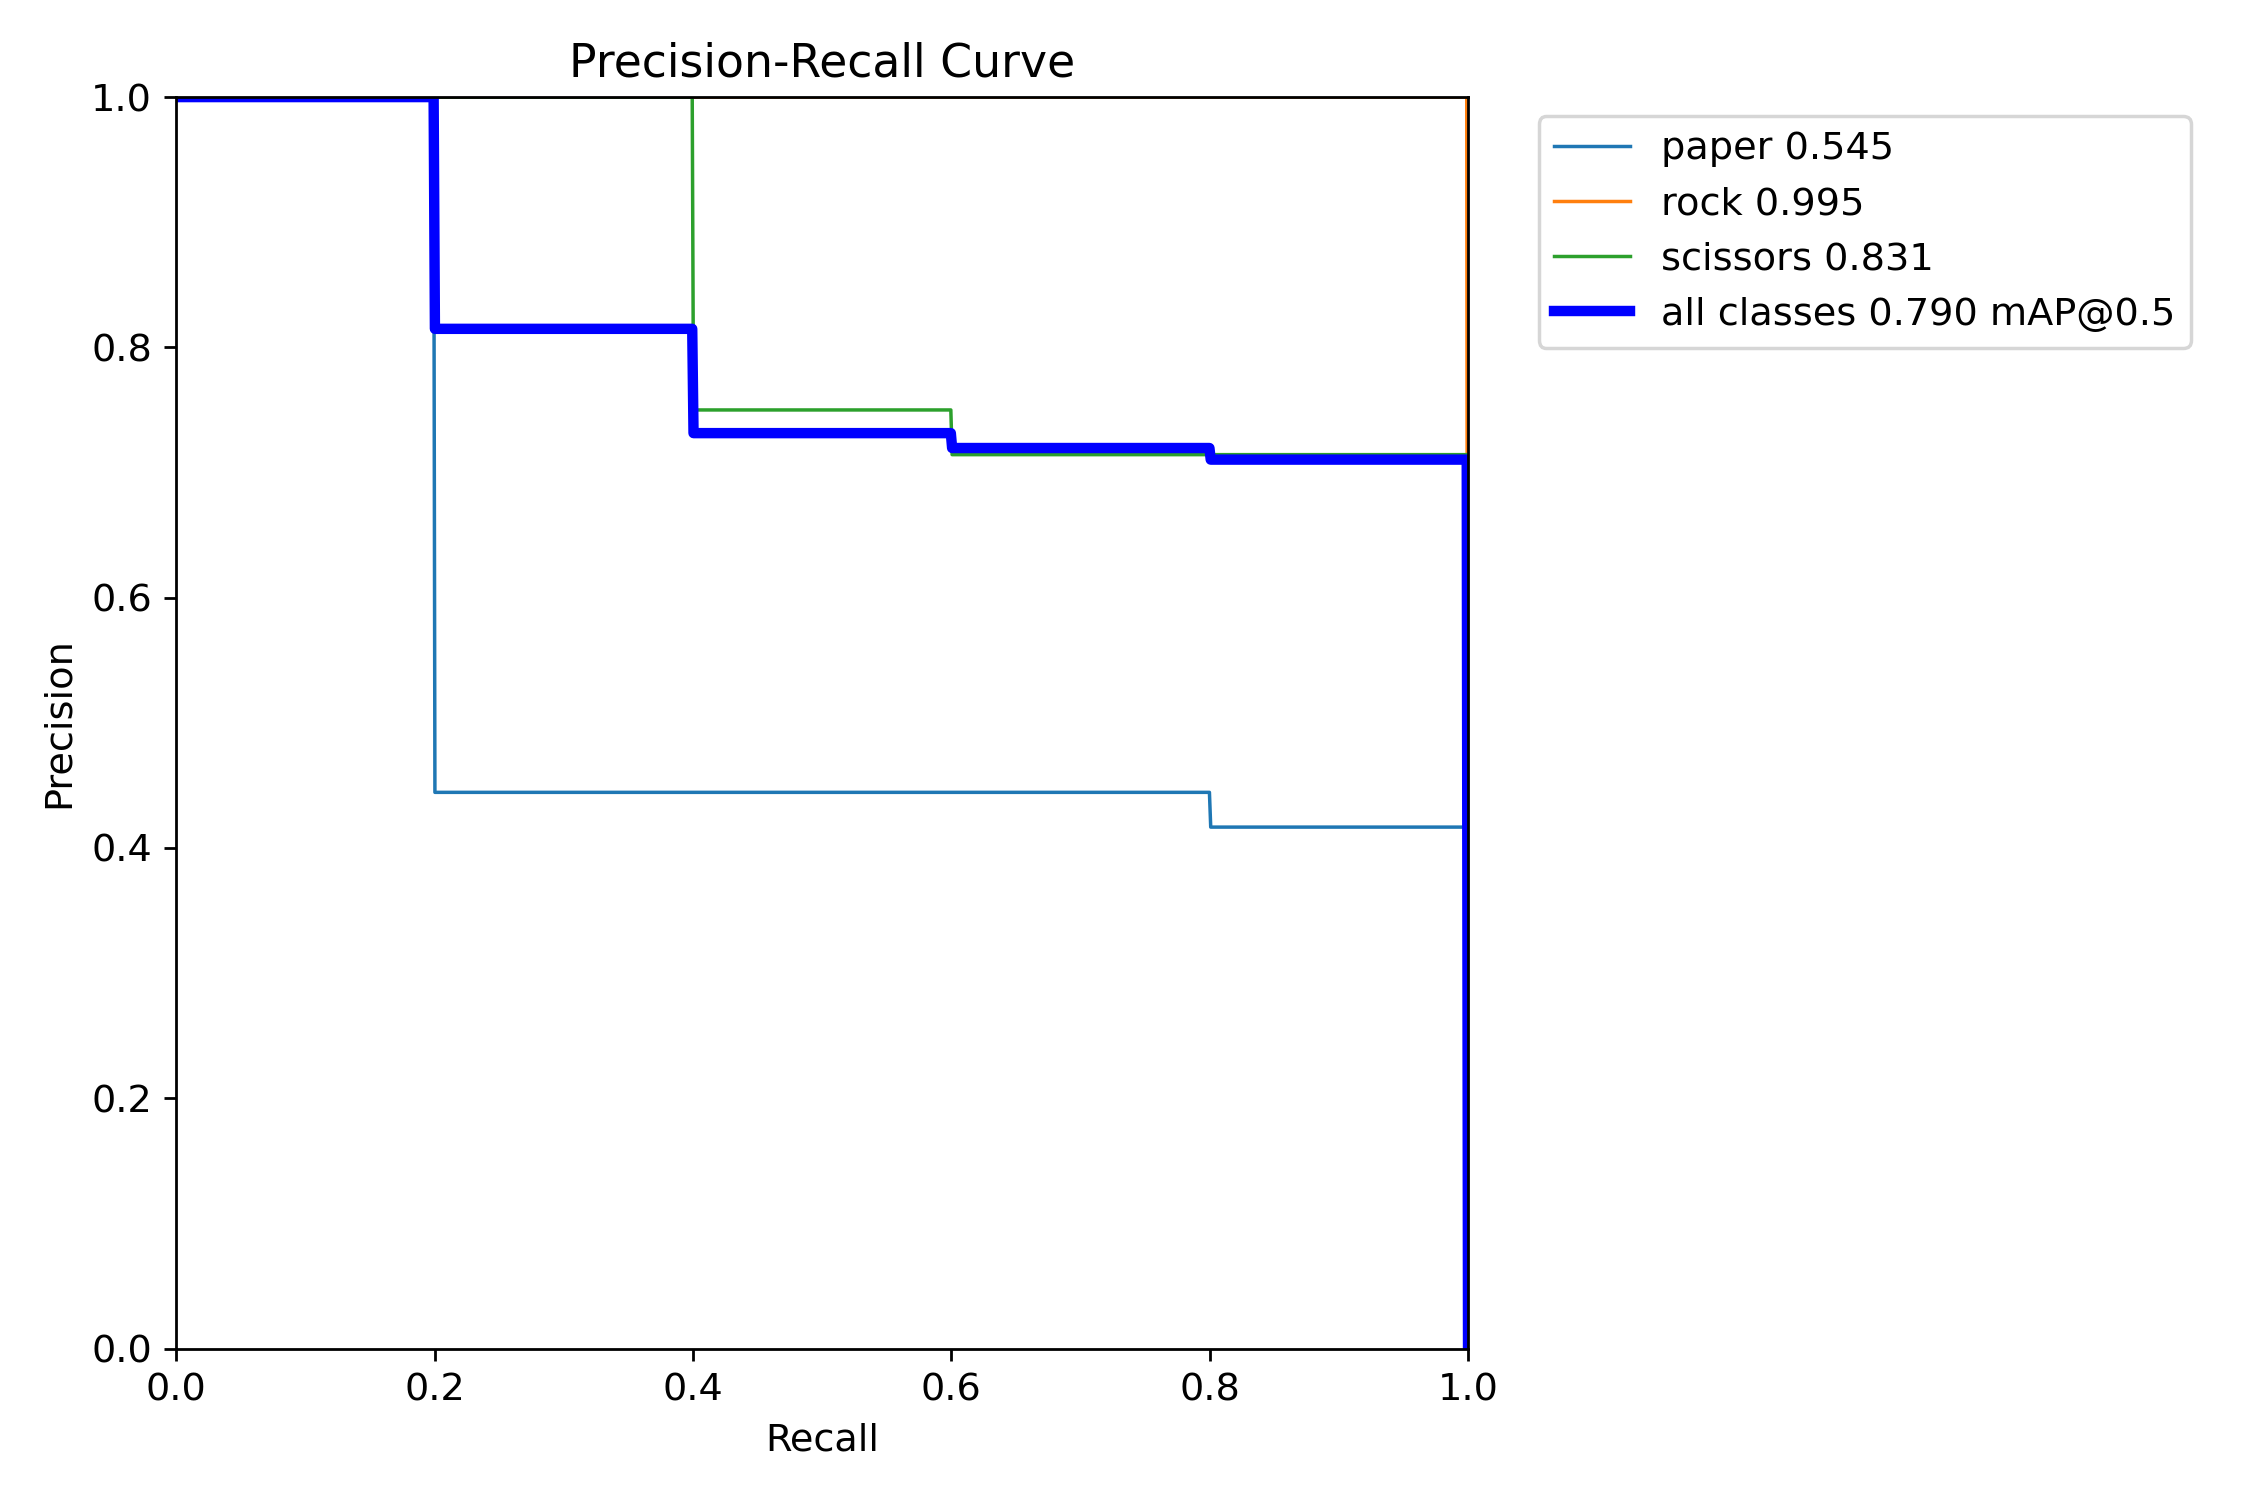 Precision-Recall Curve
1.0
0.8
0.6
0.4
0.2
0.0
Precision
0.0 0.2 0.4 0.6 0.8 1.0
Recall
paper 0.545
rock 0.995
scissors 0.831
all classes 0.790 mAP@0.5